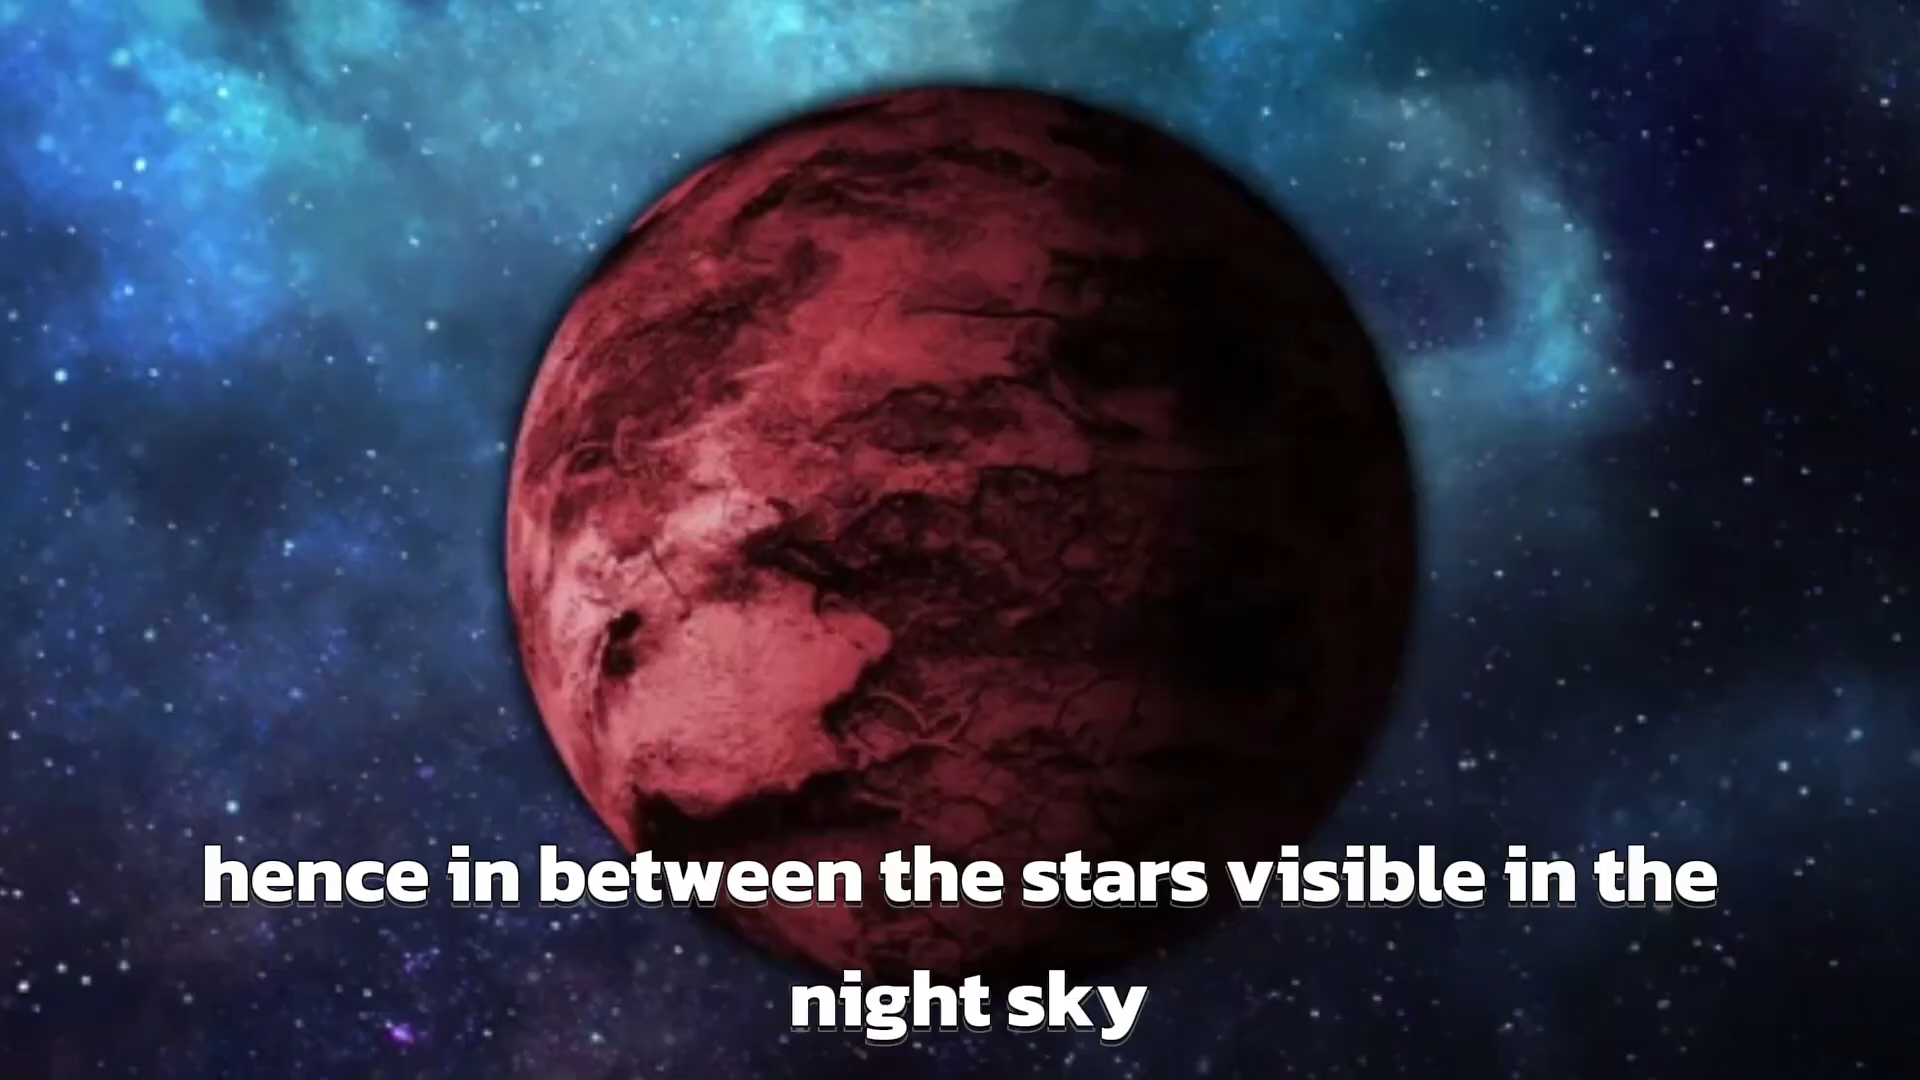 hence in between the stars visible in the
night sky